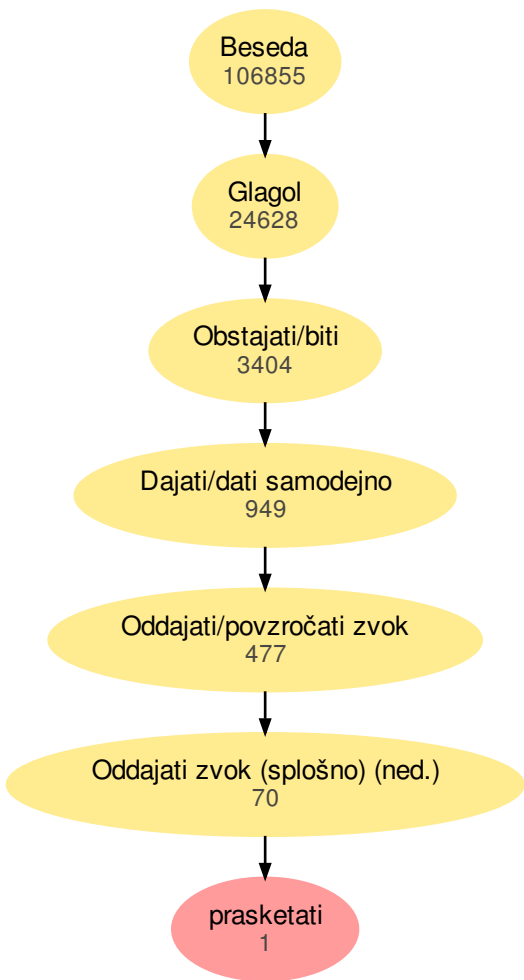 Beseda
106855
Glagol
24628
Obstajati/biti
3404
Dajati/dati samodejno
949
Oddajati/povzročati zvok
477
Oddajati zvok (splošno) (ned.)
70
prasketati
1